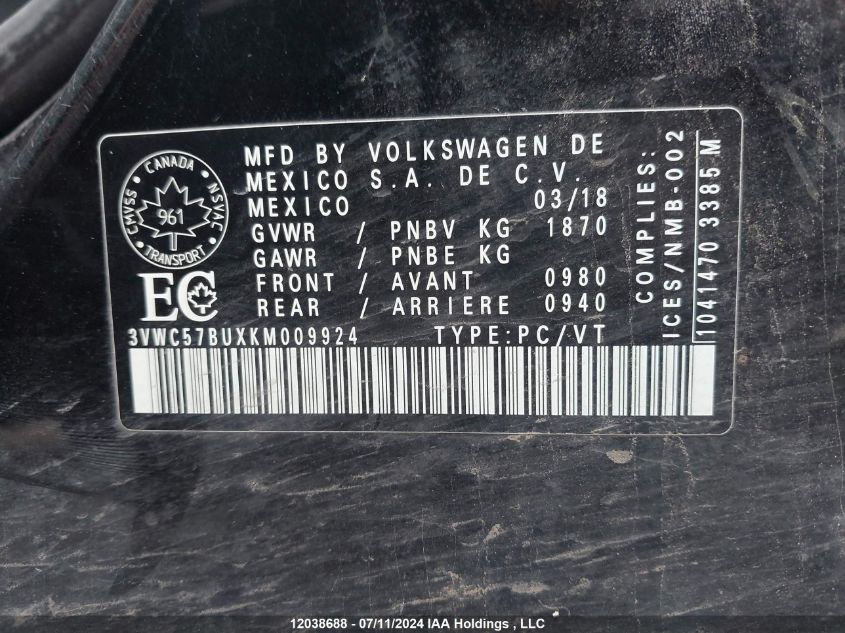 CANADA
CMVSS
NSVAC
961
TRANSPORT
EC
MFD BY VOLKSWAGEN DE
MEXICO S.A. DE C.V.
MEXICO 03/18
GVWR / PNBV KG 1870
GAWR / PNBE KG
FRONT / AVANT 0980
REAR / ARRIERE 0940
3VWC57BUXKM009924 TYPE:PC/VT
COMPLIES:
ICES/NMB-002
1041470 3385 M
12038688 - 07/11/2024 IAA Holdings , LLC